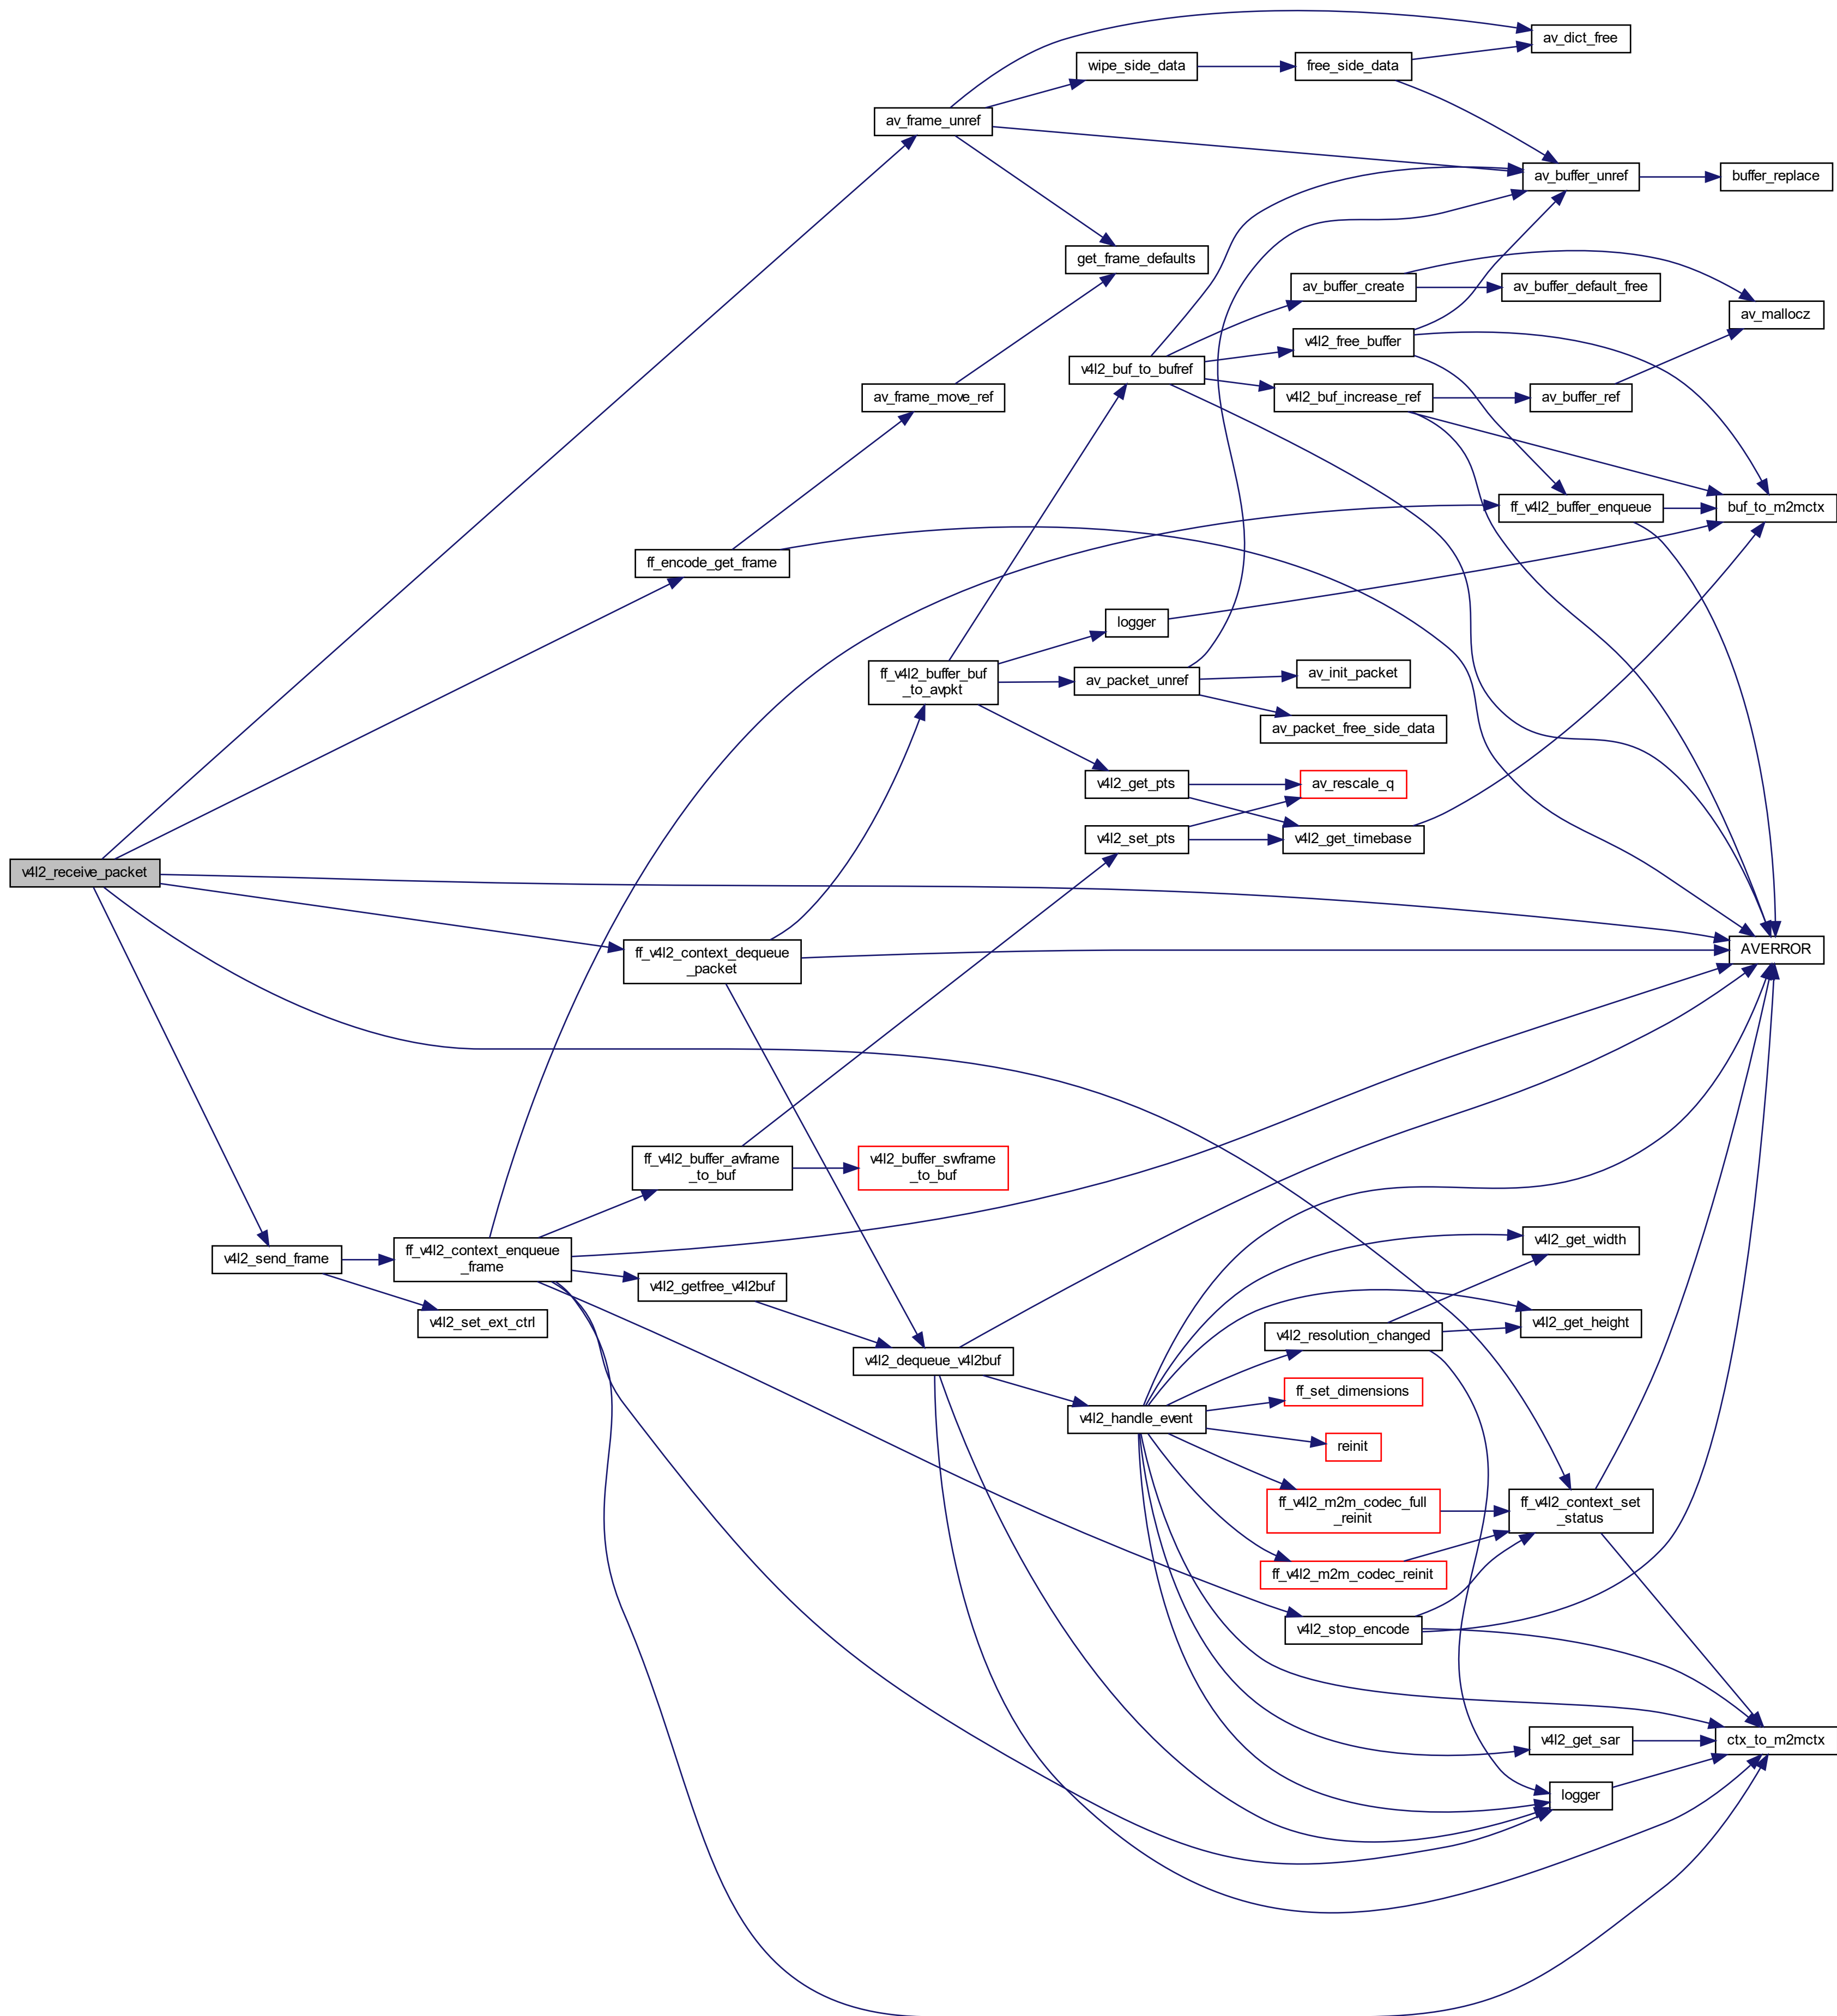 av_dict_free
wipe_side_data
free_side_data
av_frame_unref
av_buffer_unref
buffer_replace
get_frame_defaults
av_buffer_create
av_buffer_default_free
av_mallocz
v4l2_free_buffer
v4l2_buf_to_bufref
av_frame_move_ref
v4l2_buf_increase_ref
av_buffer_ref
ff_v4l2_buffer_enqueue
buf_to_m2mctx
ff_encode_get_frame
logger
ff_v4l2_buffer_buf
_to_avpkt
av_packet_unref
av_init_packet
av_packet_free_side_data
v4l2_get_pts
av_rescale_q
v4l2_set_pts
v4l2_get_timebase
v4l2_receive_packet
ff_v4l2_context_dequeue
_packet
AVERROR
ff_v4l2_buffer_avframe
_to_buf
v4l2_buffer_swframe
_to_buf
v4l2_get_width
v4l2_send_frame
ff_v4l2_context_enqueue
_frame
v4l2_getfree_v4l2buf
v4l2_set_ext_ctrl
v4l2_get_height
v4l2_resolution_changed
v4l2_dequeue_v4l2buf
ff_set_dimensions
v4l2_handle_event
reinit
ff_v4l2_m2m_codec_full
_reinit
ff_v4l2_context_set
_status
ff_v4l2_m2m_codec_reinit
v4l2_stop_encode
v4l2_get_sar
ctx_to_m2mctx
logger